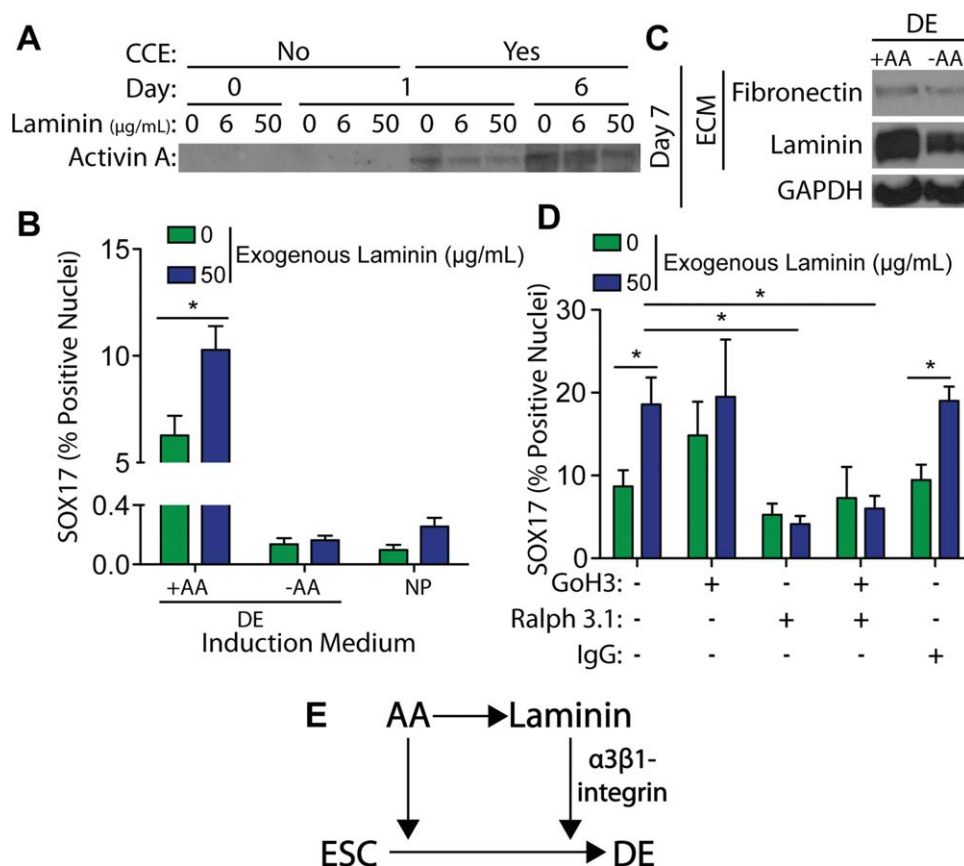 A
CCE: No Yes
Day: 0 1 6
Laminin (μg/mL): 0 6 50 0 6 50 0 6 50 0 6 50
Activin A:
B
0
50
Exogenous Laminin (μg/mL)
SOX17 (% Positive Nuclei)
15
10
5
0.4
0.0
*
+AA -AA NP
DE
Induction Medium
C
DE
+AA -AA
Day 7
ECM
Fibronectin
Laminin
GAPDH
D
0
50
Exogenous Laminin (μg/mL)
SOX17 (% Positive Nuclei)
30
20
10
0
*
*
*
*
GoH3: - + - + -
Ralph 3.1: - - + + -
IgG: - - - - +
E
AA Laminin
α3β1-
integrin
ESC DE